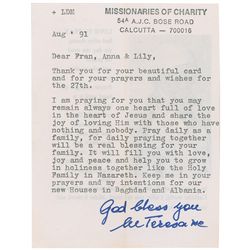 + LDM
MISSIONARIES OF CHARITY
54A A.J.C. BOSE ROAD
CALCUTTA — 700016
Aug ' 91
Dear Fran, Anna & Lily,
Thank you for your beautiful card
and for your prayers and wishes for
the 27th.
I am praying for you that you may
remain always one heart full of love
in the heart of Jesus and share the
joy of loving Him with those who have
nothing and nobody. Pray daily as a
family, for daily praying together
will be a real blessing for your
family. It will fill you with love,
joy and peace and help you to grow
in holiness together like the Holy
Family in Nazareth. Keep me in your
prayers and my intentions for our
new Houses in Baghdad and Albania.
God bless you
lle Teresa mc